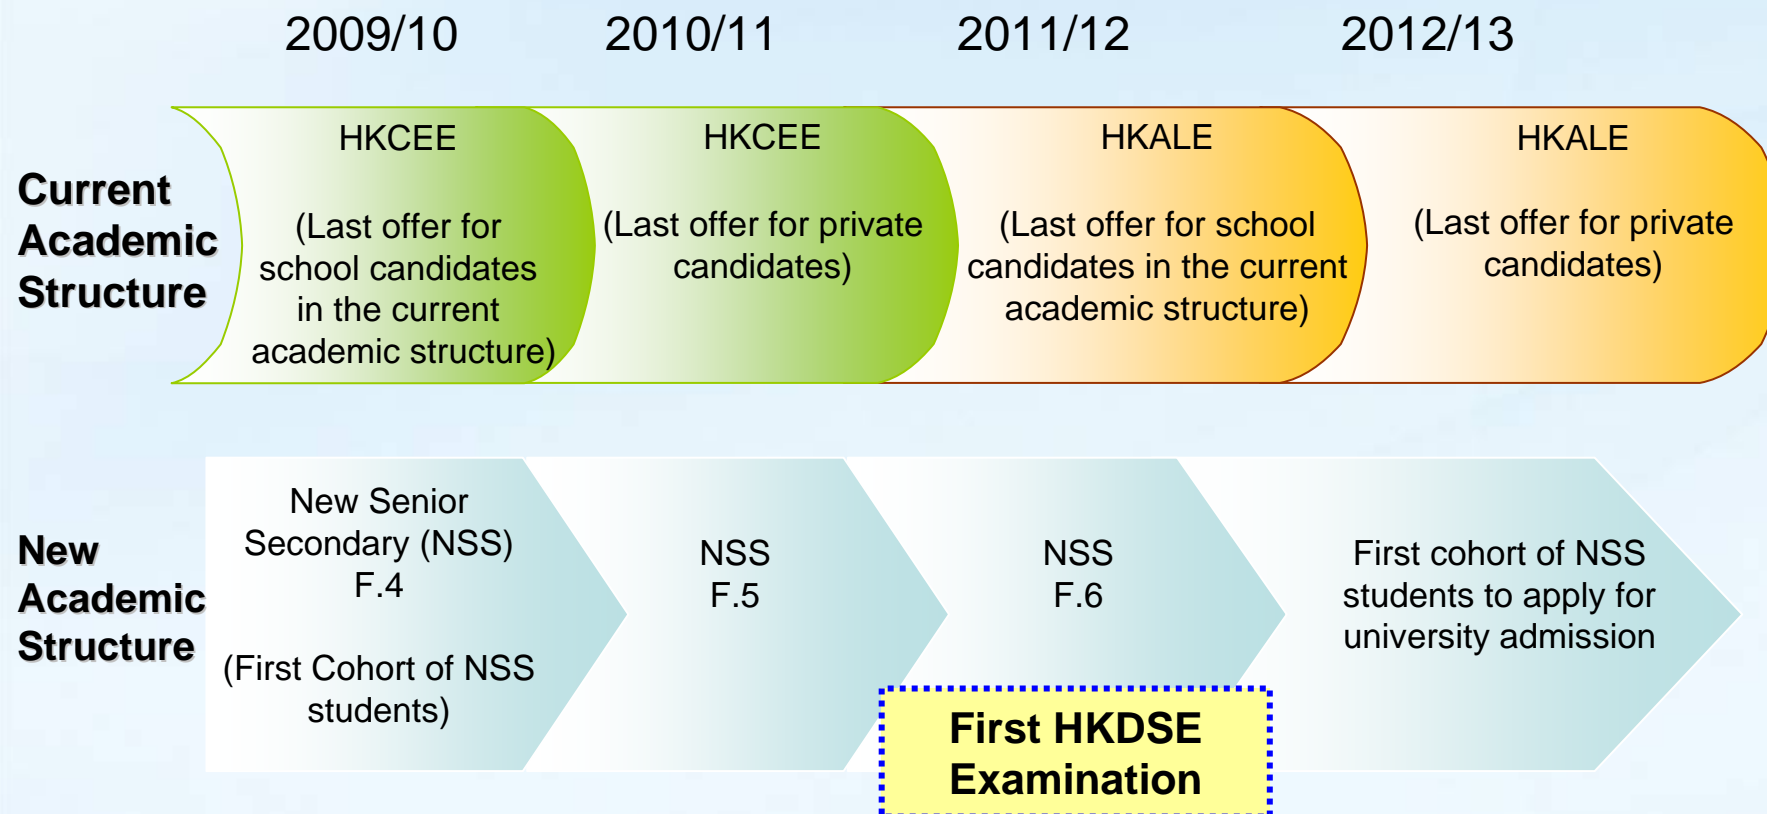 2009/10
2010/11
2011/12
2012/13
Current
Academic
Structure
HKCEE
(Last offer for
school candidates
in the current
academic structure)
HKCEE
(Last offer for private
candidates)
HKALE
(Last offer for school
candidates in the current
academic structure)
HKALE
(Last offer for private
candidates)
New
Academic
Structure
New Senior
Secondary (NSS)
F.4
(First Cohort of NSS
students)
NSS
F.5
NSS
F.6
First HKDSE
Examination
First cohort of NSS
students to apply for
university admission